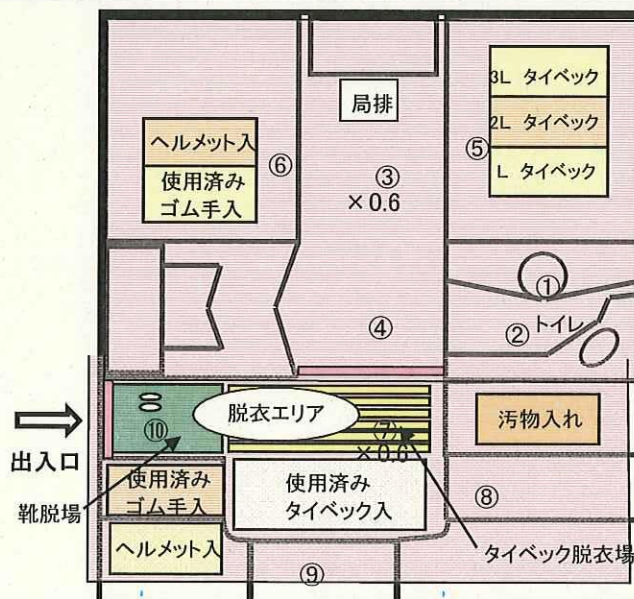 局排
3L タイベック
2L タイベック
L タイベック
⑤
ヘルメット入
使用済み
ゴム手入
⑥
③
×0.6
①
②
トイレ
④
出入口
⑩
脱衣エリア
(7)
×0.6
汚物入れ
靴脱場
使用済み
ゴム手入
使用済み
タイベック入
⑧
ヘルメット入
タイベック脱衣場
⑨